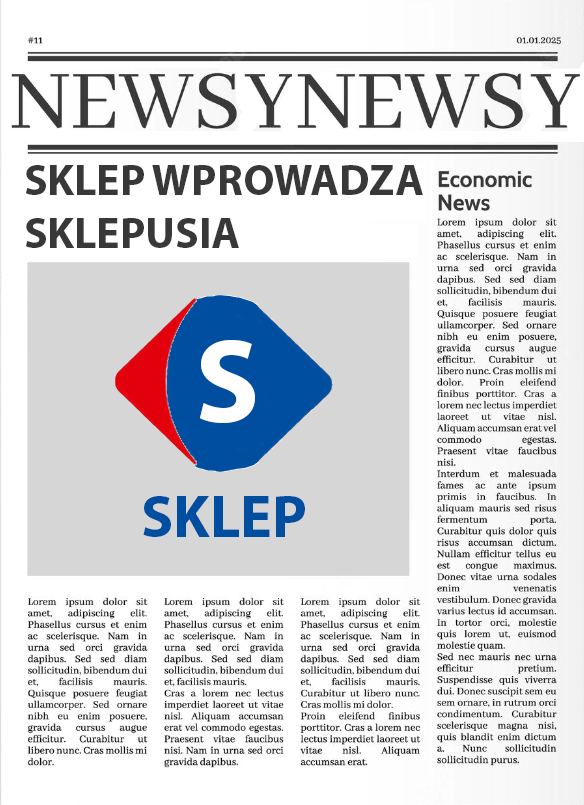 #11
01.01.2025
NEWSYNEWSY
SKLEP WPROWADZA
SKLEPUSIA
S
SKLEP
Lorem ipsum dolor sit
amet, adipiscing elit.
Phasellus cursus et enim
ac scelerisque. Nam in
urna sed orci gravida
dapibus. Sed sed diam
sollicitudin, bibendum dui
et, facilisis mauris.
Quisque posuere feugiat
ullamcorper. Sed ornare
nibh eu enim posuere,
gravida cursus augue
efficitur. Curabitur ut
libero nunc. Cras mollis mi
dolor.
Lorem ipsum dolor sit
amet, adipiscing elit.
Phasellus cursus et enim
ac scelerisque. Nam in
urna sed orci gravida
dapibus. Sed sed diam
sollicitudin, bibendum dui
et, facilisis mauris.
Cras a lorem nec lectus
imperdiet laoreet ut vitae
nisl. Aliquam accumsan
erat vel commodo egestas.
Praesent vitae faucibus
nisi. Nam in urna sed orci
gravida dapibus.
Lorem ipsum dolor sit
amet, adipiscing elit.
Phasellus cursus et enim
ac scelerisque. Nam in
urna sed orci gravida
dapibus. Sed sed diam
sollicitudin, bibendum dui
et, facilisis mauris.
Curabitur ut libero nunc.
Cras mollis mi dolor.
Proin eleifend finibus
porttitor. Cras a lorem nec
lectus imperdiet laoreet ut
vitae nisl. Aliquam
accumsan erat.
Economic
News
Lorem ipsum dolor sit
amet, adipiscing elit.
Phasellus cursus et enim
ac scelerisque. Nam in
urna sed orci gravida
dapibus. Sed sed diam
sollicitudin, bibendum dui
et, facilisis mauris.
Quisque posuere feugiat
ullamcorper. Sed ornare
nibh eu enim posuere,
gravida cursus augue
efficitur. Curabitur ut
libero nunc. Cras mollis mi
dolor. Proin eleifend
finibus porttitor. Cras a
lorem nec lectus imperdiet
laoreet ut vitae nisl.
Aliquam accumsan erat vel
commodo egestas.
Praesent vitae faucibus
nisi.
Interdum et malesuada
fames ac ante ipsum
primis in faucibus. In
aliquam mauris sed risus
fermentum porta.
Curabitur quis dolor quis
risus accumsan dictum.
Nullam efficitur tellus eu
est congue maximus.
Donec vitae urna sodales
enim venenatis
vestibulum. Donec gravida
varius lectus id accumsan.
In tortor orci, molestie
quis lorem ut, euismod
molestie quam.
Sed nec mauris nec urna
efficitur pretium.
Suspendisse quis viverra
dui. Donec suscipit sem eu
sem ornare, in rutrum orci
condimentum. Curabitur
scelerisque magna nisi,
quis blandit enim dictum
a. Nunc sollicitudin
sollicitudin purus.